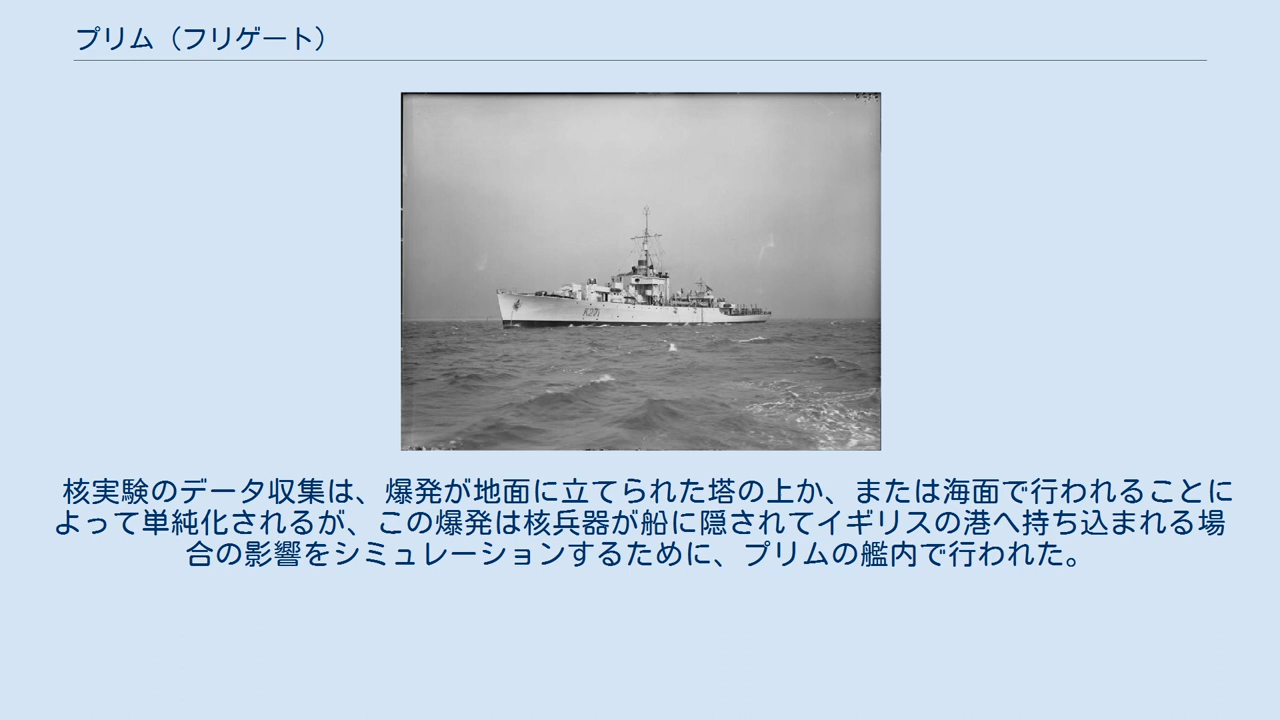 プリム（フリゲート）
K271
核実験のデータ収集は、爆発が地面に立てられた塔の上か、または海面で行われることに
よって単純化されるが、この爆発は核兵器が船に隠されてイギリスの港へ持ち込まれる場
合の影響をシミュレーションするために、プリムの艦内で行われた。